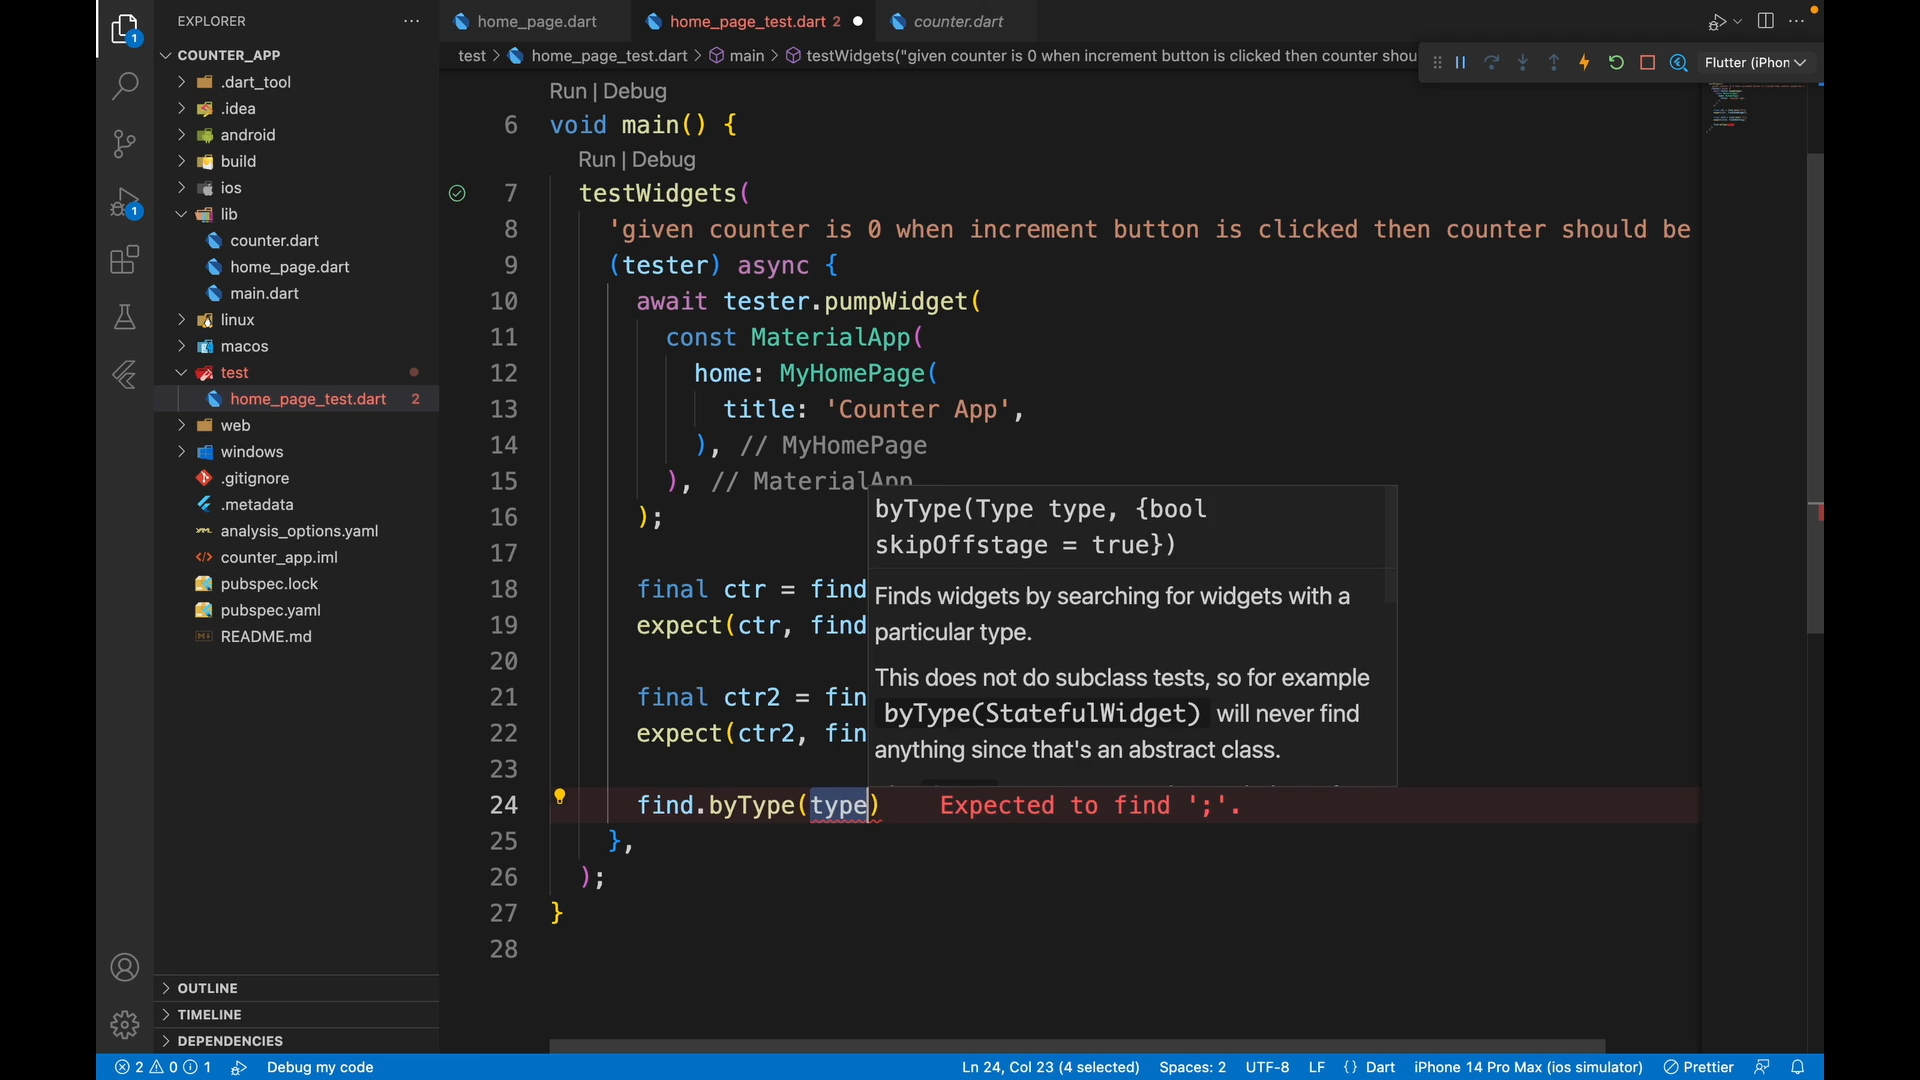 EXPLORER
COUNTER_APP
.dart_tool
.idea
android
build
ios
lib
counter.dart
home_page.dart
main.dart
linux
macos
test
home_page_test.dart 2
web
windows
.gitignore
.metadata
analysis_options.yaml
counter_app.iml
pubspec.lock
pubspec.yaml
README.md
OUTLINE
TIMELINE
DEPENDENCIES
1
1
home_page.dart
home_page_test.dart 2
counter.dart
test > home_page_test.dart > main > testWidgets("given counter is 0 when increment button is clicked then counter shou
Flutter (iPhon
Run | Debug
6 void main() {
Run | Debug
7 testWidgets(
8 'given counter is 0 when increment button is clicked then counter should be
9 (tester) async {
10 await tester.pumpWidget(
11 const MaterialApp(
12 home: MyHomePage(
13 title: 'Counter App',
14 ), // MyHomePage
15 ), // MaterialApp
16 );
17
18 final ctr = find
19 expect(ctr, find
20
21 final ctr2 = fin
22 expect(ctr2, fin
23
24 find.byType(type) Expected to find ';'.
25 },
26 );
27 }
28
byType(Type type, {bool
skipOffstage = true})
Finds widgets by searching for widgets with a
particular type.
This does not do subclass tests, so for example
byType(StatefulWidget) will never find
anything since that's an abstract class.
2 0 1 Debug my code Ln 24, Col 23 (4 selected) Spaces: 2 UTF-8 LF {} Dart iPhone 14 Pro Max (ios simulator) Prettier